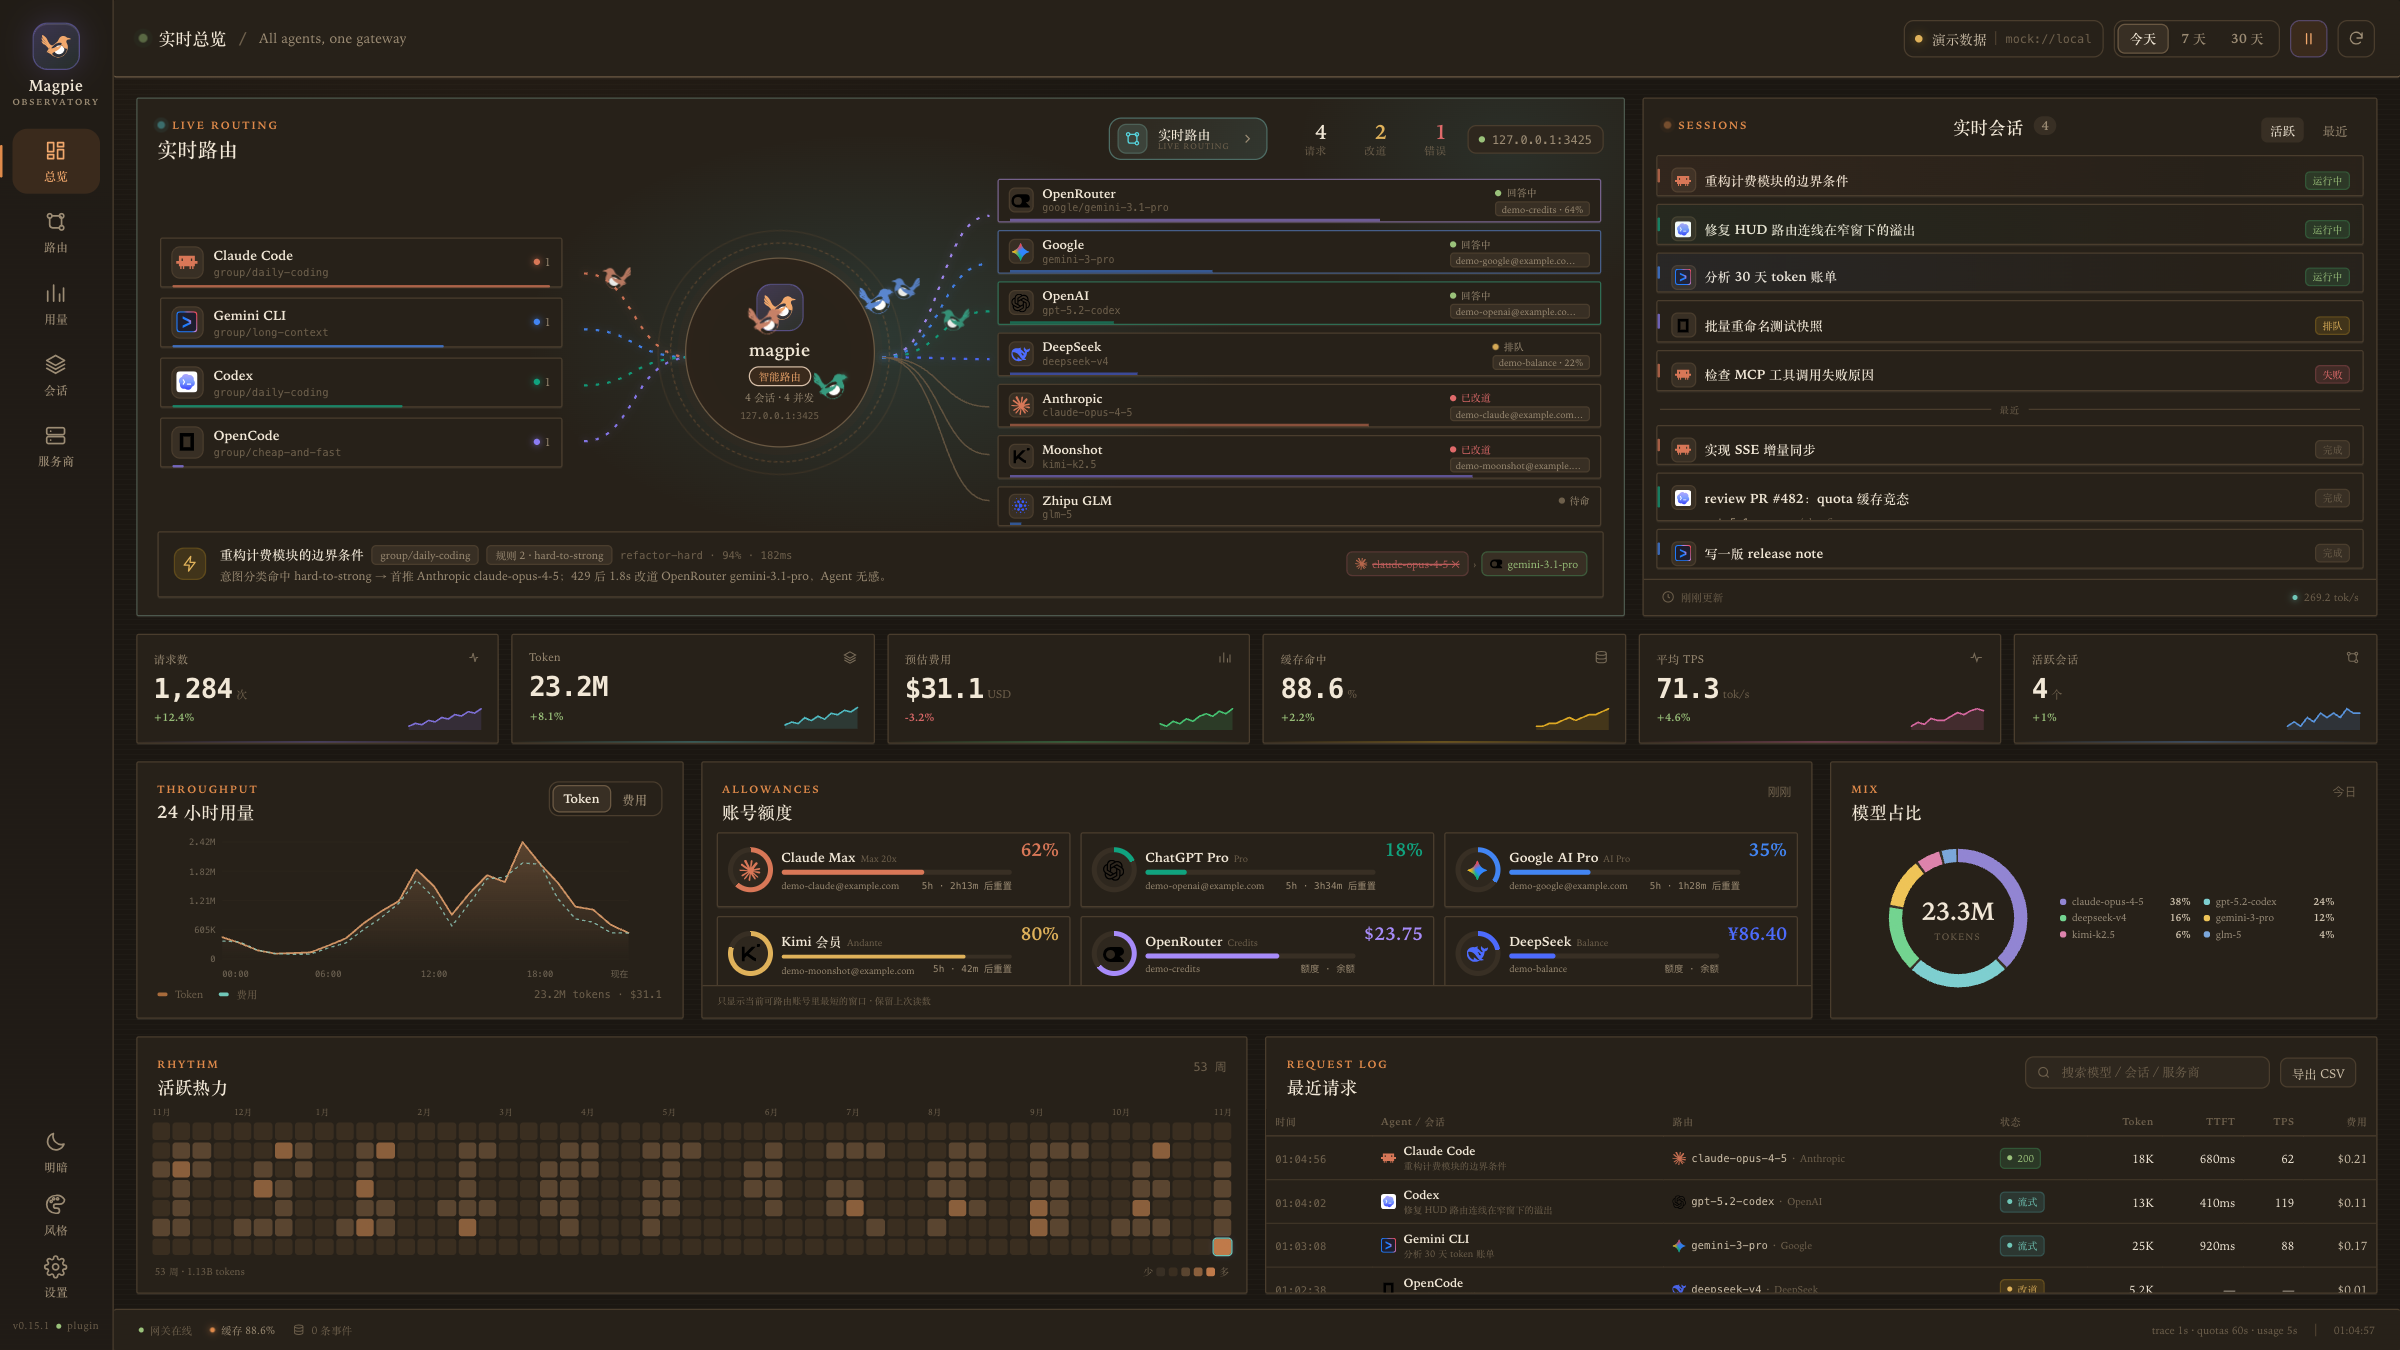 Magpie
OBSERVATORY
总览
路由
用量
会话
服务商
明暗
风格
设置
v0.15.1 plugin
实时总览 / All agents, one gateway
演示数据 mock://local
今天 7 天 30 天
LIVE ROUTING
实时路由
实时路由
LIVE ROUTING
4 请求
2 改道
1 错误
127.0.0.1:3425
Claude Code 1
group/daily-coding
Gemini CLI 1
group/long-context
Codex 1
group/daily-coding
OpenCode 1
group/cheap-and-fast
magpie
智能路由
4 会话 · 4 并发
127.0.0.1:3425
OpenRouter 回答中
google/gemini-3.1-pro demo-credits · 64%
Google 回答中
gemini-3-pro demo-google@example.co...
OpenAI 回答中
gpt-5.2-codex demo-openai@example.co...
DeepSeek 排队
deepseek-v4 demo-balance · 22%
Anthropic 已改道
claude-opus-4-5 demo-claude@example.com...
Moonshot 已改道
kimi-k2.5 demo-moonshot@example....
Zhipu GLM 待命
glm-5
重构计费模块的边界条件 group/daily-coding 规则 2 · hard-to-strong refactor-hard · 94% · 182ms
意图分类命中 hard-to-strong → 首推 Anthropic claude-opus-4-5；429 后 1.8s 改道 OpenRouter gemini-3.1-pro，Agent 无感。
claude-opus-4-5 ✕ › gemini-3.1-pro
SESSIONS 实时会话 4 活跃 最近
重构计费模块的边界条件 运行中
修复 HUD 路由连线在窄窗下的溢出 运行中
分析 30 天 token 账单 运行中
批量重命名测试快照 排队
检查 MCP 工具调用失败原因 失败
最近
实现 SSE 增量同步 完成
review PR #482：quota 缓存竞态 完成
写一版 release note 完成
刚刚更新 269.2 tok/s
请求数
1,284 次
+12.4%
Token
23.2M
+8.1%
预估费用
$31.1 USD
-3.2%
缓存命中
88.6 %
+2.2%
平均 TPS
71.3 tok/s
+4.6%
活跃会话
4 个
+1%
THROUGHPUT
24 小时用量
Token 费用
2.42M
1.82M
1.21M
605K
0
00:00 06:00 12:00 18:00 现在
Token 费用 23.2M tokens · $31.1
ALLOWANCES
账号额度
刚刚
Claude Max Max 20x 62%
demo-claude@example.com 5h · 2h13m 后重置
ChatGPT Pro Pro 18%
demo-openai@example.com 5h · 3h34m 后重置
Google AI Pro AI Pro 35%
demo-google@example.com 5h · 1h28m 后重置
Kimi 会员 Andante 80%
demo-moonshot@example.com 5h · 42m 后重置
OpenRouter Credits $23.75
demo-credits 额度 · 余额
DeepSeek Balance ¥86.40
demo-balance 额度 · 余额
只显示当前可路由账号里最短的窗口 · 保留上次读数
MIX
模型占比
今日
23.3M
TOKENS
claude-opus-4-5 38% gpt-5.2-codex 24%
deepseek-v4 16% gemini-3-pro 12%
kimi-k2.5 6% glm-5 4%
RHYTHM
活跃热力
53 周
11月 12月 1月 2月 3月 4月 5月 6月 7月 8月 9月 10月 11月
53 周 · 1.13B tokens
少 多
REQUEST LOG
最近请求
搜索模型 / 会话 / 服务商
导出 CSV
时间 Agent / 会话 路由 状态 Token TTFT TPS 费用
01:04:56 Claude Code claude-opus-4-5 · Anthropic 200 18K 680ms 62 $0.21
重构计费模块的边界条件
01:04:02 Codex gpt-5.2-codex · OpenAI 流式 13K 410ms 119 $0.11
修复 HUD 路由连线在窄窗下的溢出
01:03:08 Gemini CLI gemini-3-pro · Google 流式 25K 920ms 88 $0.17
分析 30 天 token 账单
01:02:38 OpenCode deepseek-v4 · DeepSeek 改道 5.2K — — $0.01
网关在线 缓存 88.6% 0 条事件
trace 1s · quotas 60s · usage 5s 01:04:57